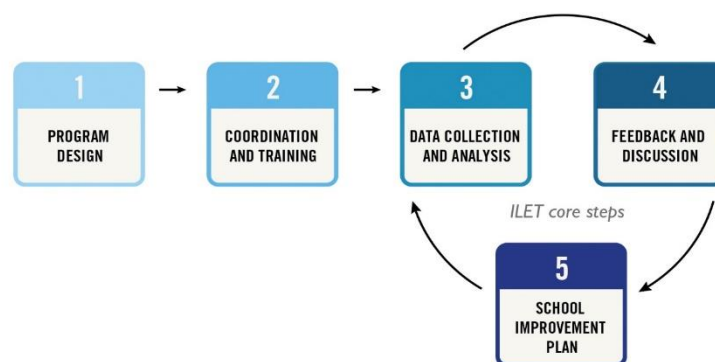 1
PROGRAM
DESIGN
2
COORDINATION
AND TRAINING
3
DATA COLLECTION
AND ANALYSIS
4
FEEDBACK AND
DISCUSSION
ILET core steps
5
SCHOOL
IMPROVEMENT
PLAN